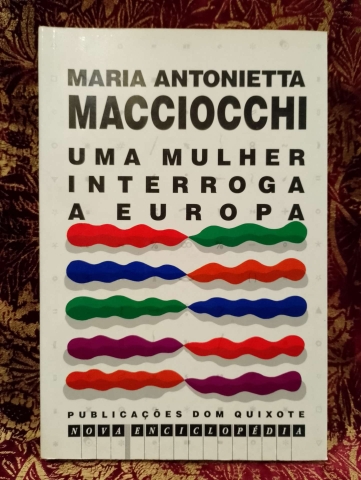 MARIA ANTONIETTA
MACCIOCCHI
UMA MULHER
INTERROGA
A EUROPA
PUBLICAÇÕES DOM QUIXOTE
NOVA ENCICLOPÉDIA